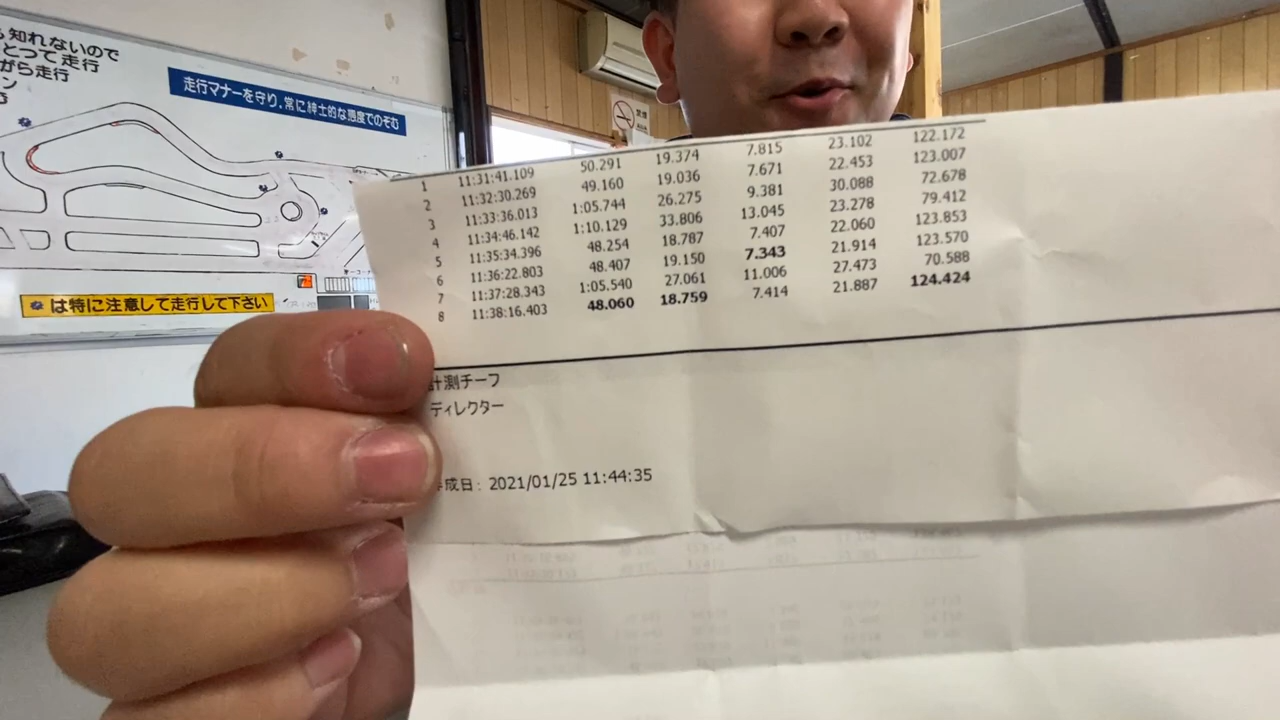 知れないので
とって走行
がら走行
ン
走行マナーを守り、常に紳士的な態度でのぞむ
は特に注意して走行して下さい
禁煙
1 11:31:41.109 50.291 19.374 7.815 23.102 122.172
2 11:32:30.269 49.160 19.036 7.671 22.453 123.007
3 11:33:36.013 1:05.744 26.275 9.381 30.088 72.678
4 11:34:46.142 1:10.129 33.806 13.045 23.278 79.412
5 11:35:34.396 48.254 18.787 7.407 22.060 123.853
6 11:36:22.803 48.407 19.150 7.343 21.914 123.570
7 11:37:28.343 1:05.540 27.061 11.006 27.473 70.588
8 11:38:16.403 48.060 18.759 7.414 21.887 124.424
計測チーフ
ディレクター
作成日: 2021/01/25 11:44:35